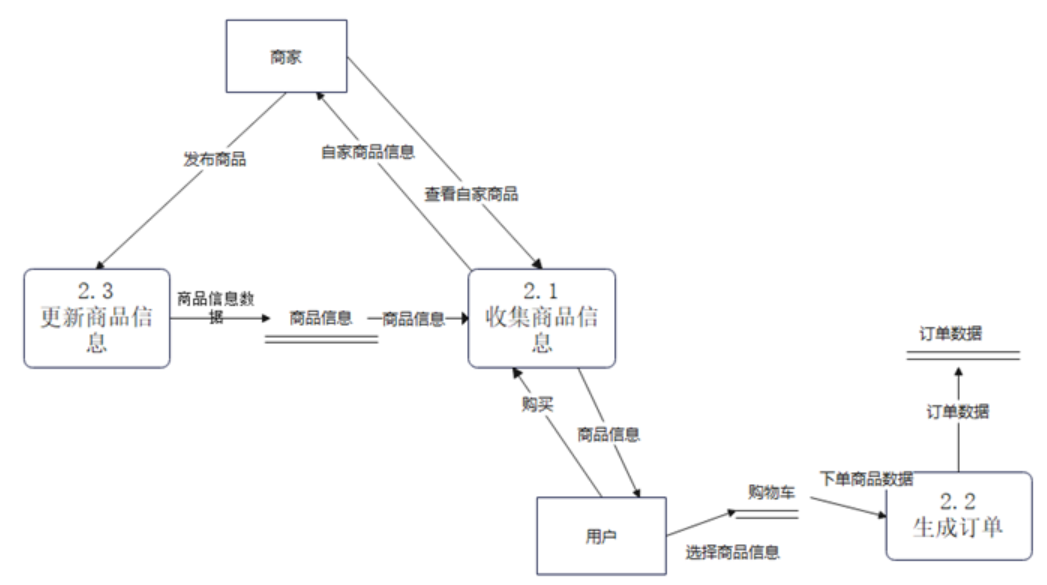 商家
发布商品
自家商品信息
查看自家商品
2.3
更新商品信
息
商品信息数
据
商品信息
商品信息
2.1
收集商品信
息
订单数据
购买
商品信息
订单数据
下单商品数据
购物车
2.2
生成订单
用户
选择商品信息